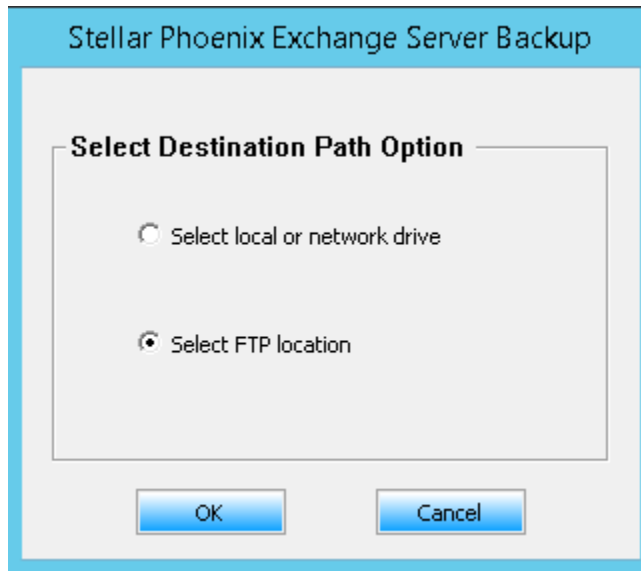 Stellar Phoenix Exchange Server Backup
Select Destination Path Option
Select local or network drive
Select FTP location
OK
Cancel